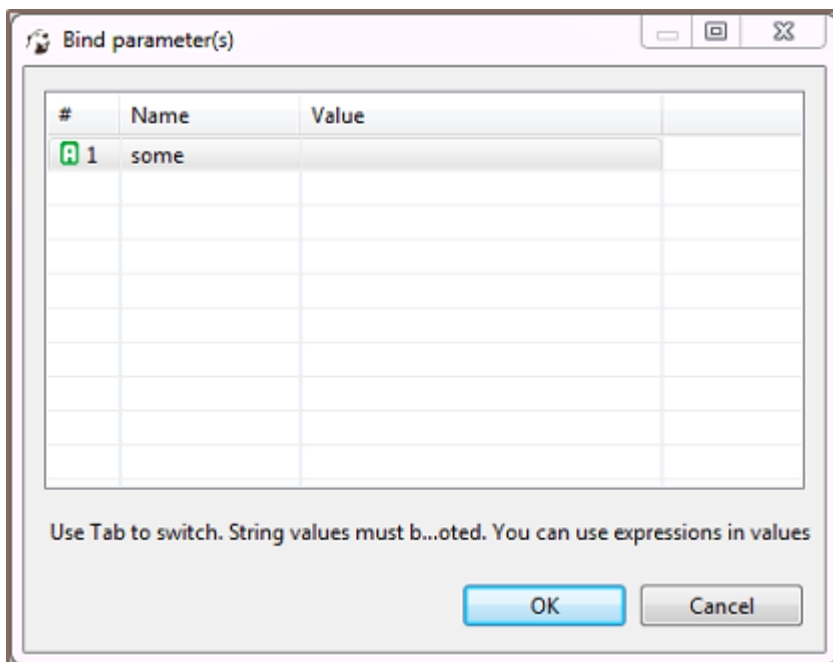 Bind parameter(s)
# Name Value
1 some
Use Tab to switch. String values must b...oted. You can use expressions in values
OK Cancel